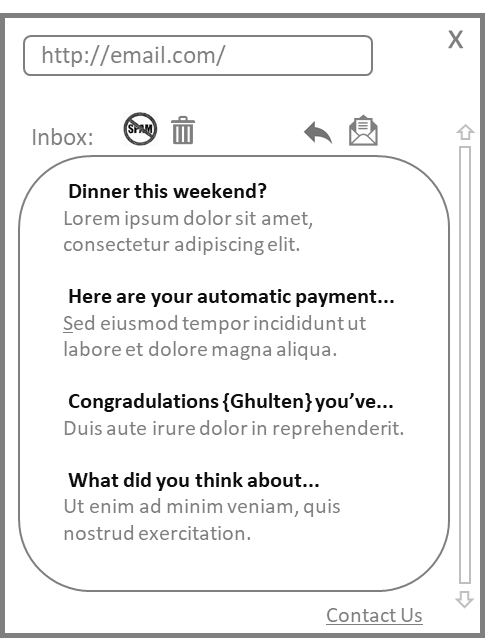 X
http://email.com/
Inbox:
SPAM
Dinner this weekend?
Lorem ipsum dolor sit amet,
consectetur adipiscing elit.
Here are your automatic payment...
Sed eiusmod tempor incididunt ut
labore et dolore magna aliqua.
Congradulations {Ghulten} you’ve...
Duis aute irure dolor in reprehenderit.
What did you think about...
Ut enim ad minim veniam, quis
nostrud exercitation.
Contact Us